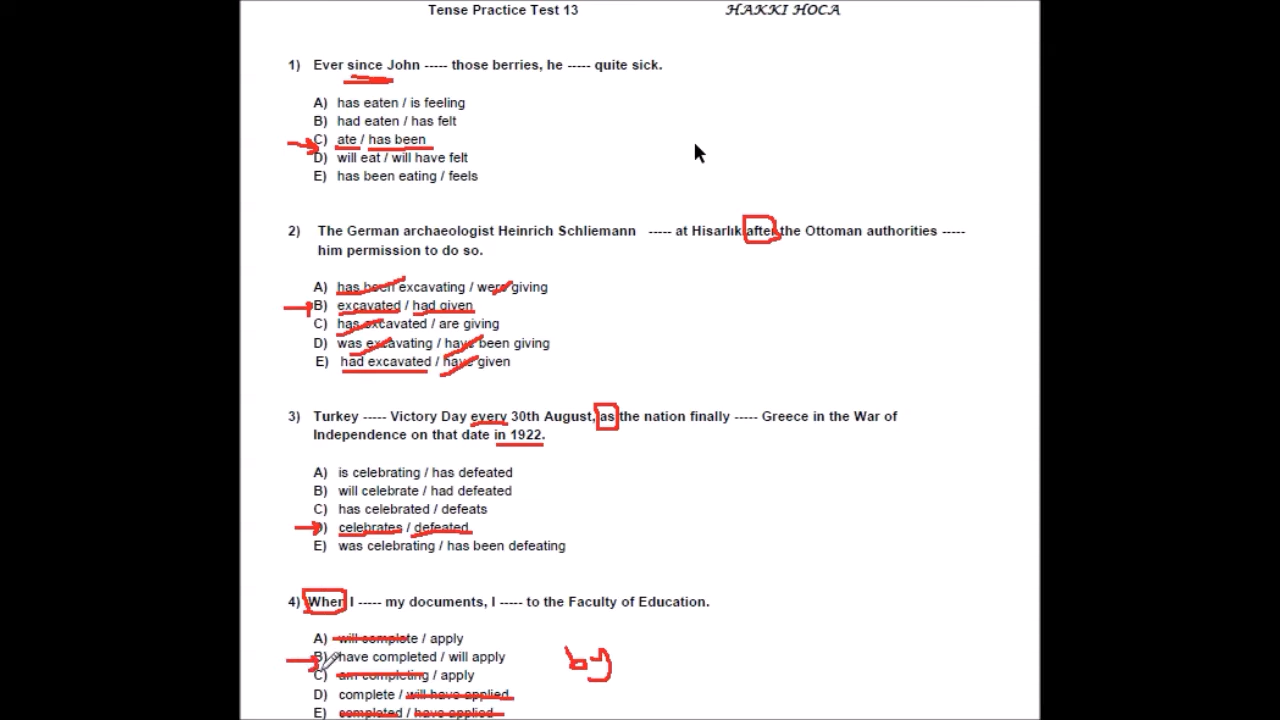 Tense Practice Test 13 HAKKI HOCA
1) Ever since John ----- those berries, he ----- quite sick.
A) has eaten / is feeling
B) had eaten / has felt
C) ate / has been
D) will eat / will have felt
E) has been eating / feels
2) The German archaeologist Heinrich Schliemann ----- at Hisarlık after the Ottoman authorities -----
him permission to do so.
A) has been excavating / were giving
B) excavated / had given
C) has excavated / are giving
D) was excavating / have been giving
E) had excavated / have given
3) Turkey ----- Victory Day every 30th August, as the nation finally ----- Greece in the War of
Independence on that date in 1922.
A) is celebrating / has defeated
B) will celebrate / had defeated
C) has celebrated / defeats
D) celebrates / defeated
E) was celebrating / has been defeating
4) When I ----- my documents, I ----- to the Faculty of Education.
A) will complete / apply
B) have completed / will apply
by
C) am completing / apply
D) complete / will have applied
E) completed / have applied